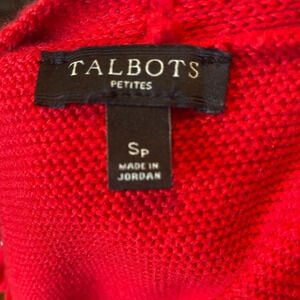 TALBOTS
PETITES
SP
MADE IN
JORDAN